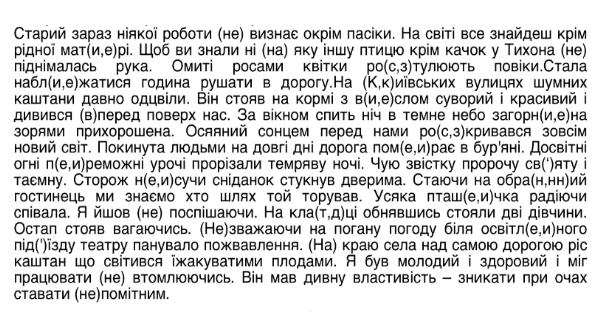 Старий зараз ніякої роботи (не) визнає окрім пасіки. На світі все знайдеш крім
рідної мат(и,е)рі. Щоб ви знали ні (на) яку іншу птицю крім качок у Тихона (не)
піднімалась рука. Омиті росами квітки ро(с,з)тулюють повіки.Стала
набл(и,е)жатися година рушати в дорогу.На (К,к)иївських вулицях шумних
каштани давно одцвіли. Він стояв на кормі з в(и,е)слом суворий і красивий і
дивився (в)перед поверх нас. За вікном спить ніч в темне небо загорн(и,е)на
зорями прихорошена. Осяяний сонцем перед нами ро(с,з)кривався зовсім
новий світ. Покинута людьми на довгі дні дорога пом(е,и)рає в бур'яні. Досвітні
огні п(е,и)реможні урочі прорізали темряву ночі. Чую звістку пророчу св(')яту і
таємну. Сторож н(е,и)сучи сніданок стукнув дверима. Стаючи на обра(н,нн)ий
гостинець ми знаємо хто шлях той торував. Усяка пташ(е,и)чка радіючи
співала. Я йшов (не) поспішаючи. На кла(т,д)ці обнявшись стояли дві дівчини.
Остап стояв вагаючись. (Не)зважаючи на погану погоду біля освітл(е,и)ного
під(')їзду театру панувало пожвавлення. (На) краю села над самою дорогою ріс
каштан що світився їжакуватими плодами. Я був молодий і здоровий і міг
працювати (не) втомлюючись. Він мав дивну властивість – зникати при очах
ставати (не)помітним.